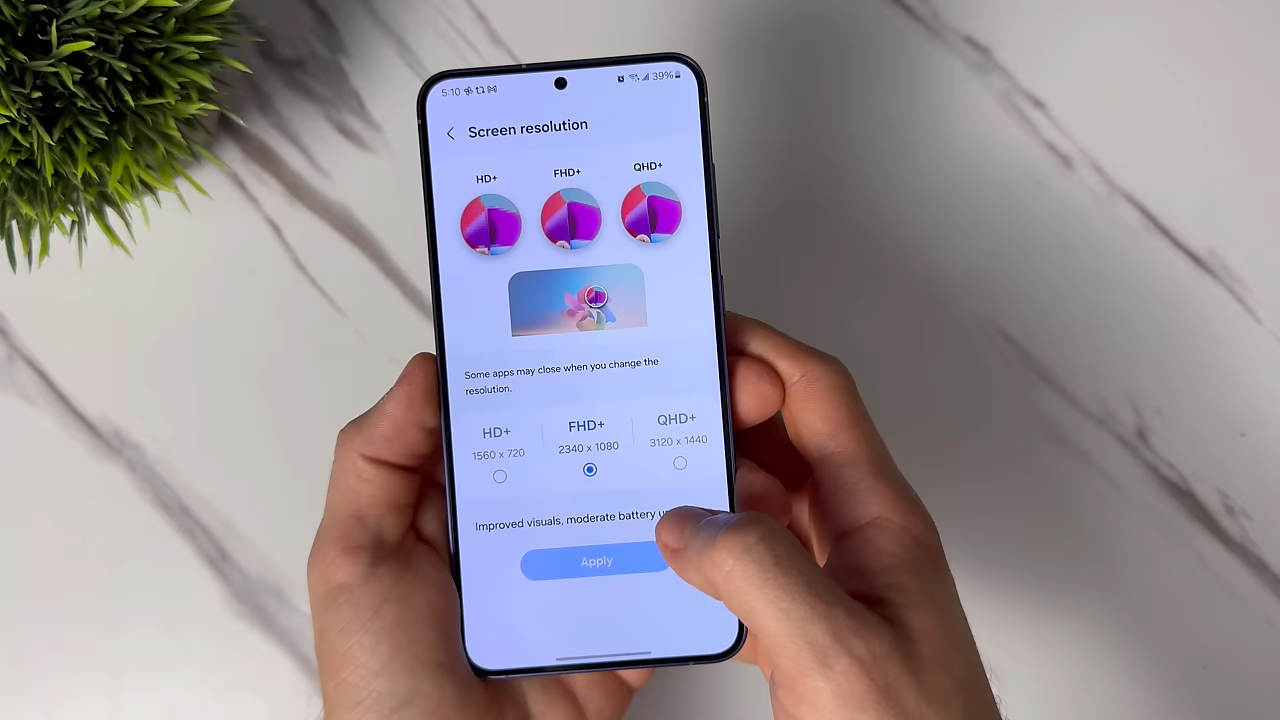 5:10 39%
Screen resolution
HD+ FHD+ QHD+
Some apps may close when you change the
resolution.
HD+ FHD+ QHD+
1560 x 720 2340 x 1080 3120 x 1440
Improved visuals, moderate battery
Apply